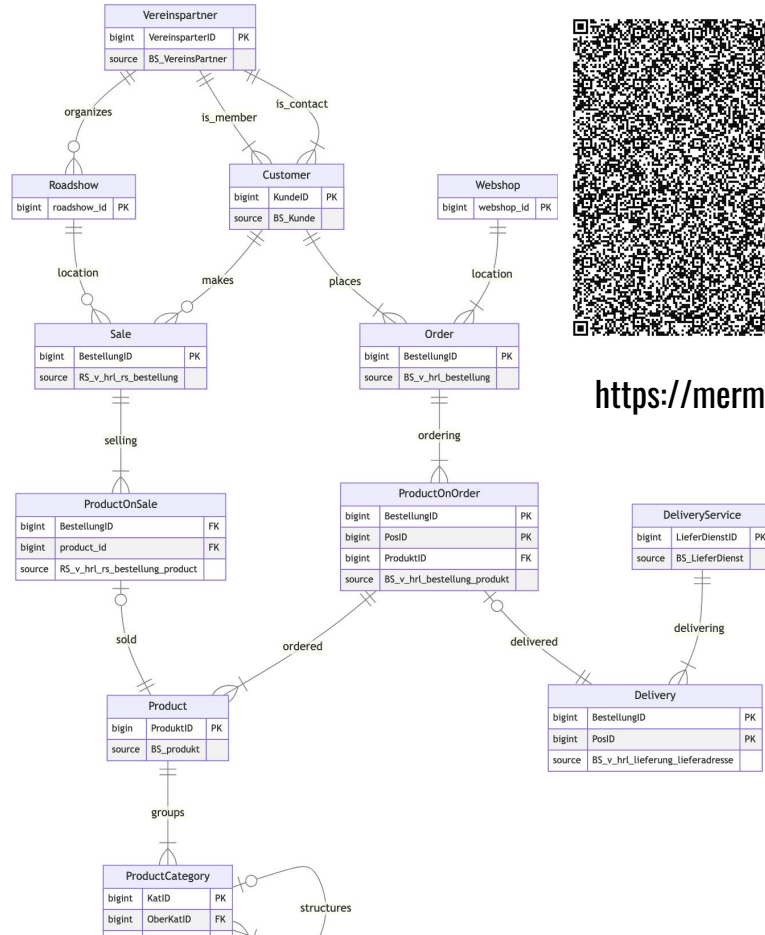 Vereinspartner
bigint VereinsparterID PK
source BS_VereinsPartner
organizes
is_member
is_contact
Roadshow
bigint roadshow_id PK
Customer
bigint KundeID PK
source BS_Kunde
Webshop
bigint webshop_id PK
location
makes
places
location
Sale
bigint BestellungID PK
source RS_v_hrl_rs_bestellung
Order
bigint BestellungID PK
source BS_v_hrl_bestellung
https://merm
selling
ordering
ProductOnSale
bigint BestellungID FK
bigint product_id FK
source RS_v_hrl_rs_bestellung_product
ProductOnOrder
bigint BestellungID PK
bigint PosID PK
bigint ProduktID FK
source BS_v_hrl_bestellung_produkt
DeliveryService
bigint LieferDienstID PK
source BS_LieferDienst
sold
ordered
delivered
delivering
Product
bigin ProduktID PK
source BS_produkt
Delivery
bigint BestellungID PK
bigint PosID PK
source BS_v_hrl_lieferung_lieferadresse
groups
ProductCategory
bigint KatID PK
bigint OberKatID FK
structures